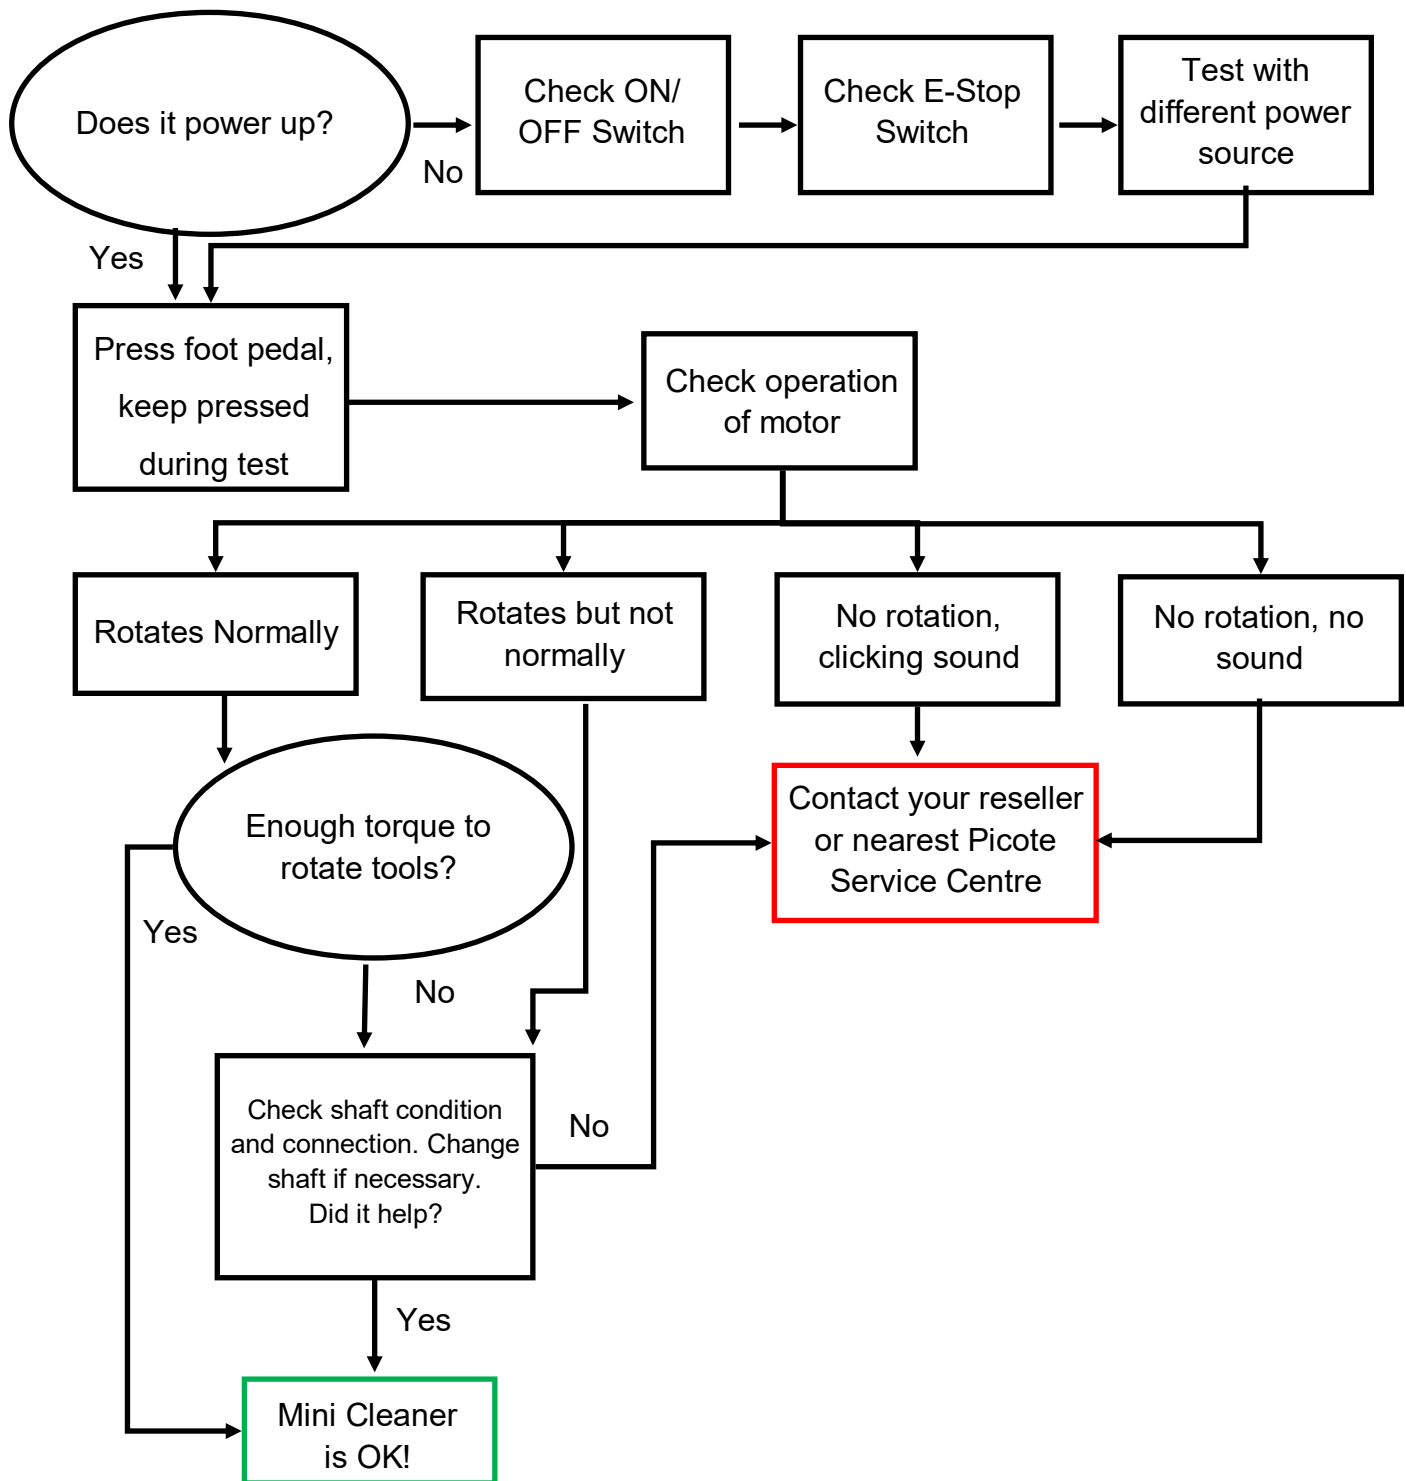 Does it power up?
No
Check ON/
OFF Switch
Check E-Stop
Switch
Test with
different power
source
Yes
Press foot pedal,
keep pressed
during test
Check operation
of motor
Rotates Normally
Rotates but not
normally
No rotation,
clicking sound
No rotation, no
sound
Enough torque to
rotate tools?
Contact your reseller
or nearest Picote
Service Centre
Yes
No
Check shaft condition
and connection. Change
shaft if necessary.
Did it help?
No
Yes
Mini Cleaner
is OK!